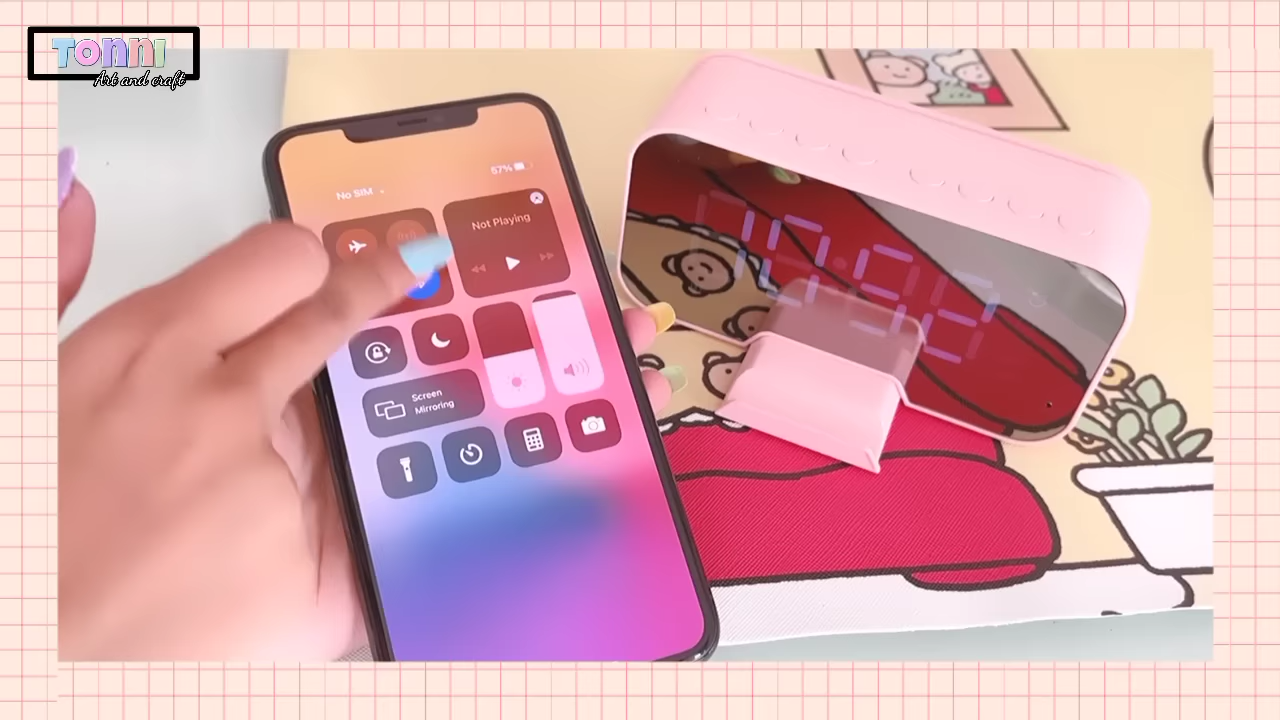 TONNI
Art and craft
57%
No SIM
Not Playing
Screen
Mirroring